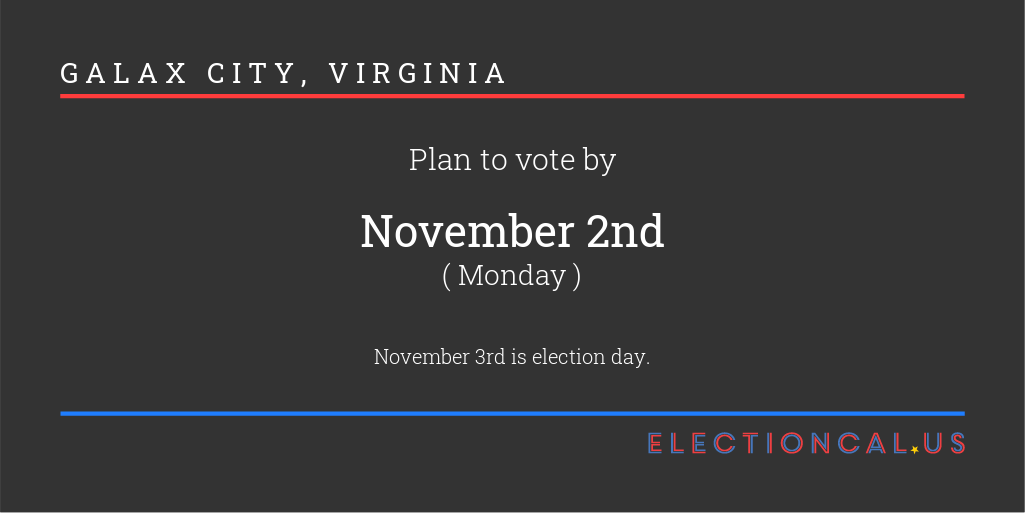 GALAX CITY, VIRGINIA
Plan to vote by
November 2nd
( Monday )
November 3rd is election day.
ELECTIONCAL.US